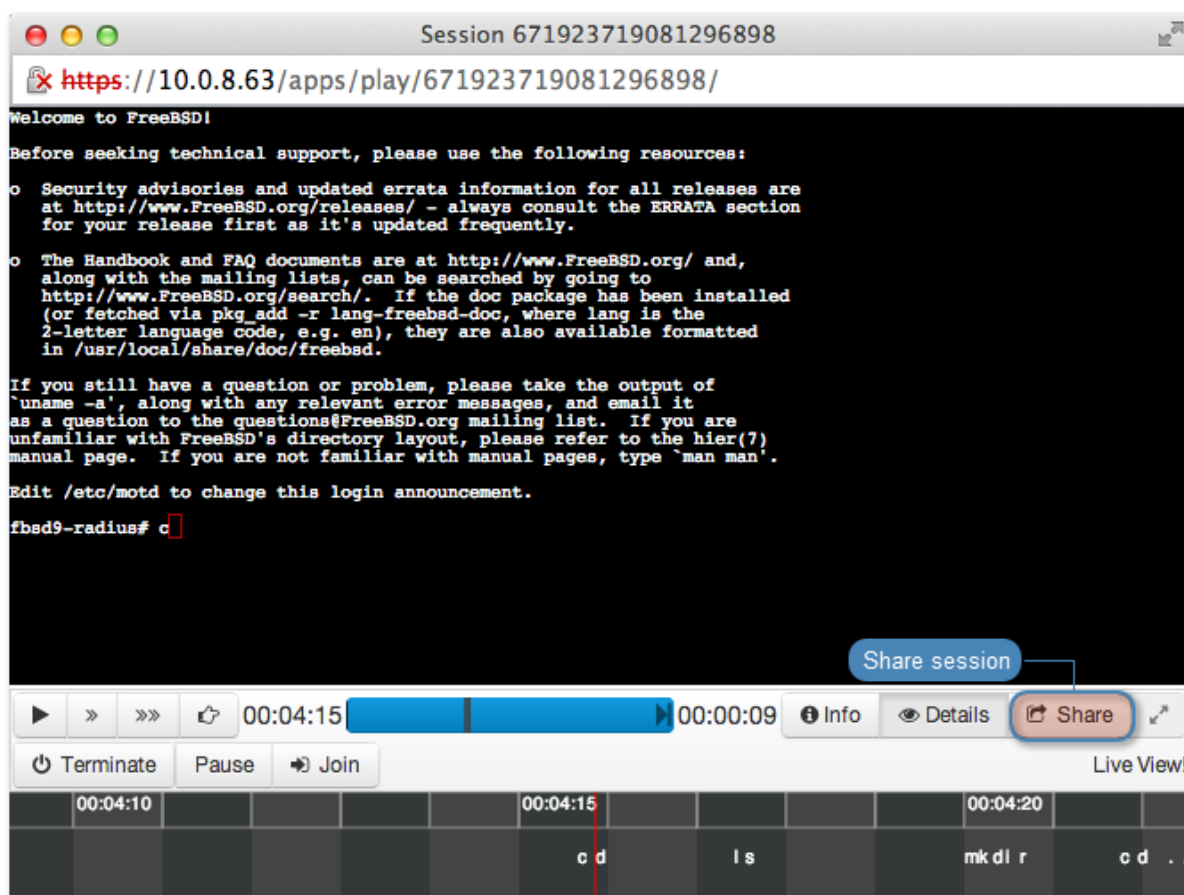 Session 671923719081296898
https://10.0.8.63/apps/play/671923719081296898/
Welcome to FreeBSD!
Before seeking technical support, please use the following resources:
o  Security advisories and updated errata information for all releases are
at http://www.FreeBSD.org/releases/ - always consult the ERRATA section
for your release first as it's updated frequently.
o  The Handbook and FAQ documents are at http://www.FreeBSD.org/ and,
along with the mailing lists, can be searched by going to
http://www.FreeBSD.org/search/.  If the doc package has been installed
(or fetched via pkg_add -r lang-freebsd-doc, where lang is the
2-letter language code, e.g. en), they are also available formatted
in /usr/local/share/doc/freebsd.
If you still have a question or problem, please take the output of
`uname -a', along with any relevant error messages, and email it
as a question to the questions@FreeBSD.org mailing list.  If you are
unfamiliar with FreeBSD's directory layout, please refer to the hier(7)
manual page.  If you are not familiar with manual pages, type `man man'.
Edit /etc/motd to change this login announcement.
fbsd9-radius# c
Share session
00:04:15 00:00:09 Info Details Share
Terminate Pause Join Live View!
00:04:10 00:04:15 00:04:20
c d l s mk d i r c d . .